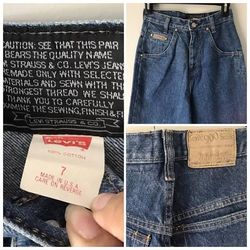 CAUTION: SEE THAT THIS PAIR
BEARS THE QUALITY NAME
LEVI STRAUSS & CO. LEVI'S JEANS
ARE MADE ONLY WITH SELECTED
MATERIALS AND SEWN WITH THE
STRONGEST THREAD WE SHALL
THANK YOU TO CAREFULLY
EXAMINE THE SEWING, FINISH & FIT
LEVI STRAUSS & CO.
Levi's
100% COTTON
7
MADE IN U.S.A.
CARE ON REVERSE